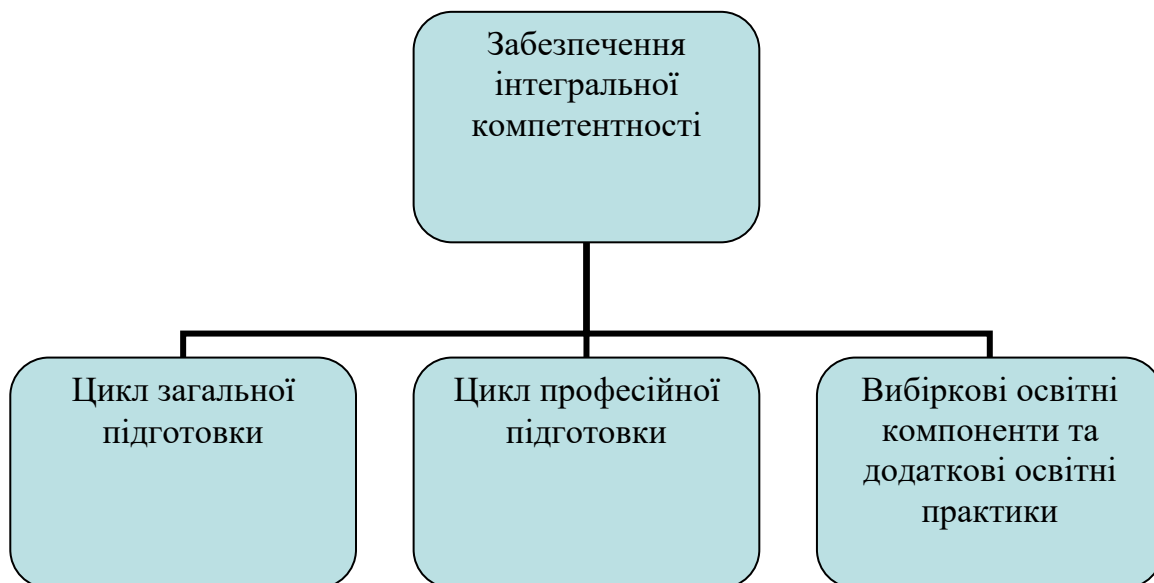 Забезпечення
інтегральної
компетентності
Цикл загальної
підготовки
Цикл професійної
підготовки
Вибіркові освітні
компоненти та
додаткові освітні
практики